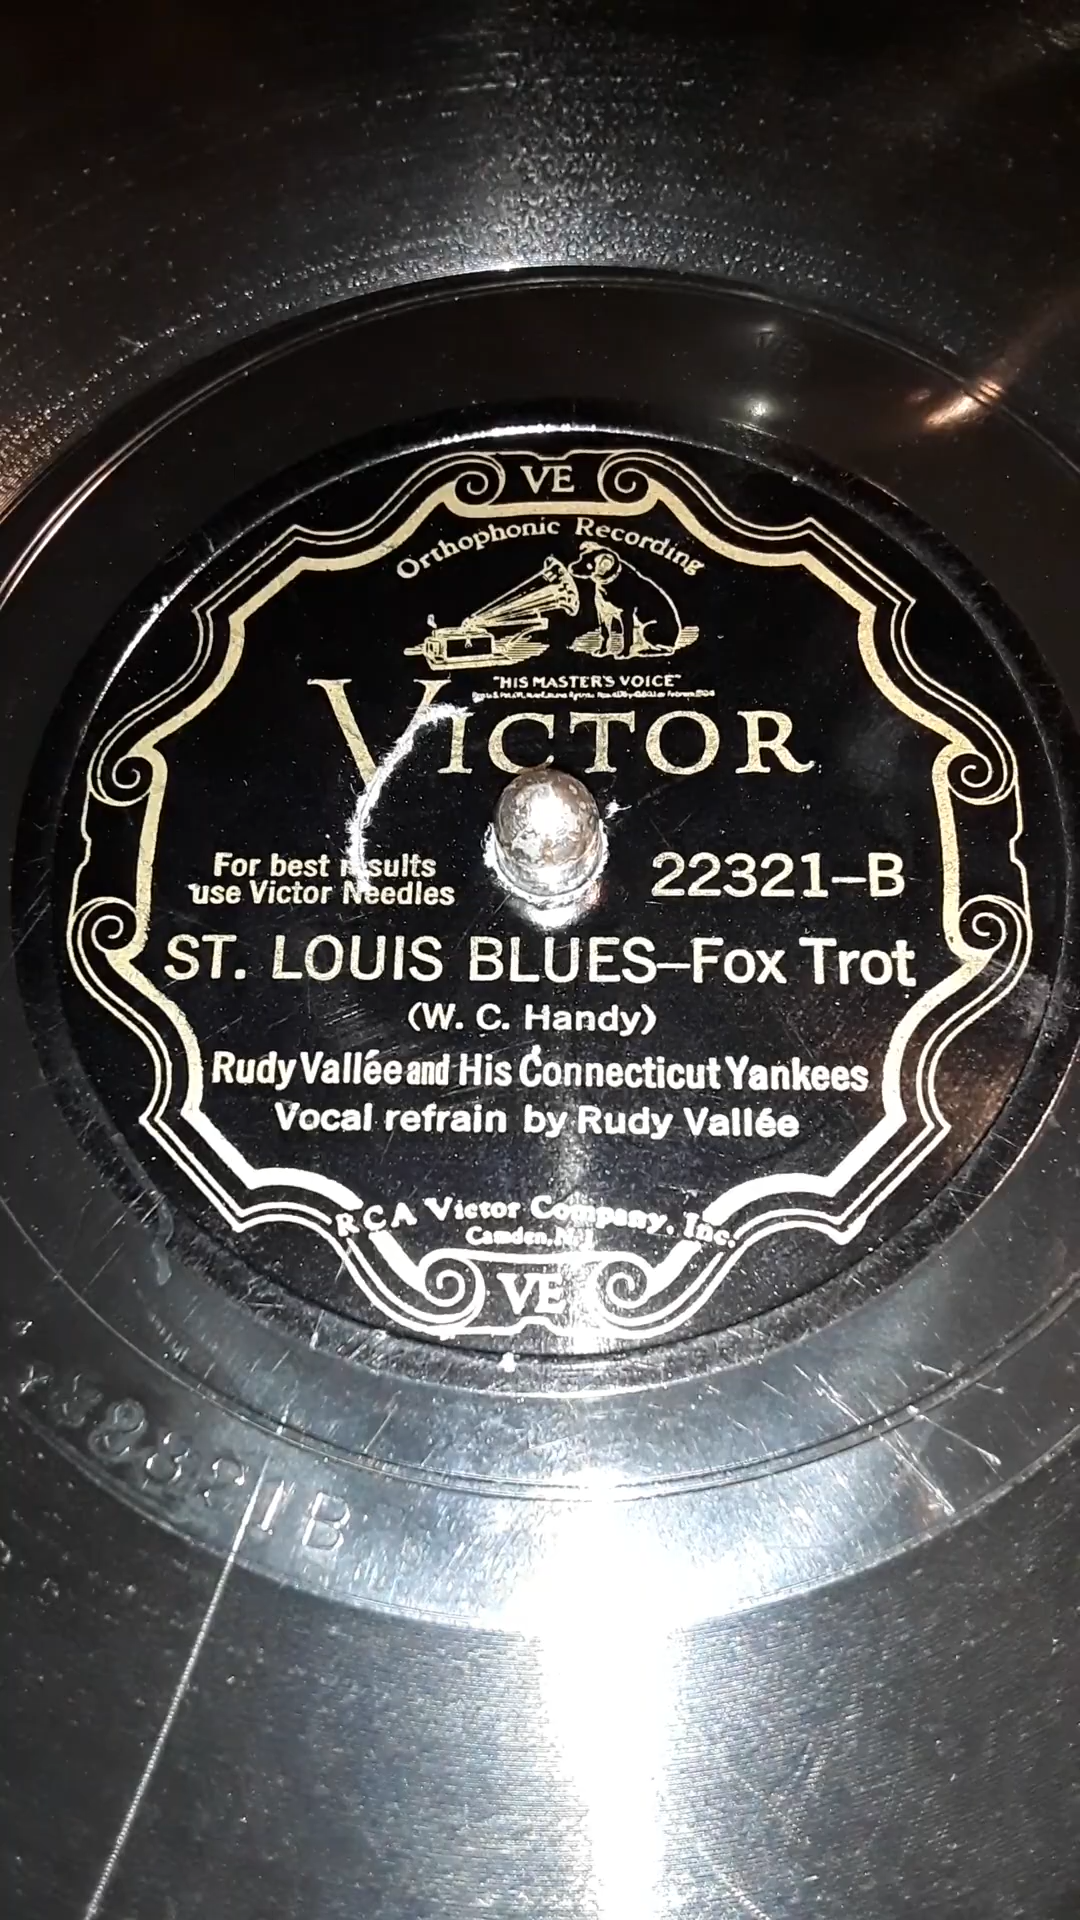 VE
Orthophonic Recording
"HIS MASTER'S VOICE"
VICTOR
For best results
use Victor Needles
22321-B
ST. LOUIS BLUES-Fox Trot
(W. C. Handy)
Rudy Vallée and His Connecticut Yankees
Vocal refrain by Rudy Vallée
RCA Victor Company, Inc.
Camden, N.J.
VE